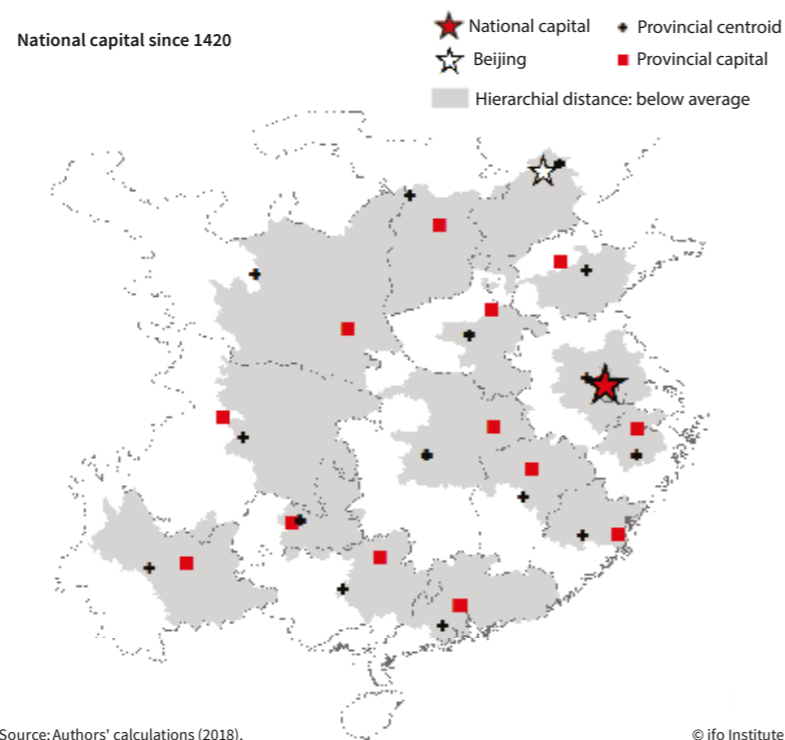 National capital since 1420
National capital
Provincial centroid
Beijing
Provincial capital
Hierarchial distance: below average
Source: Authors' calculations (2018).
© ifo Institute